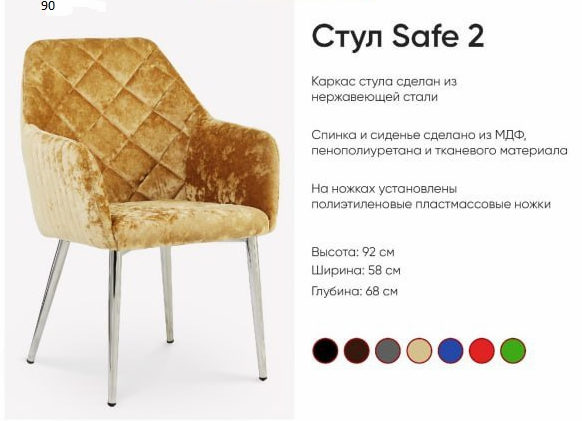 90
Стул Safe 2
Каркас стула сделан из
нержавеющей стали
Спинка и сиденье сделано из МДФ,
пенополиуретана и тканевого материала
На ножках установлены
полиэтиленовые пластмассовые ножки
Высота: 92 см
Ширина: 58 см
Глубина: 68 см